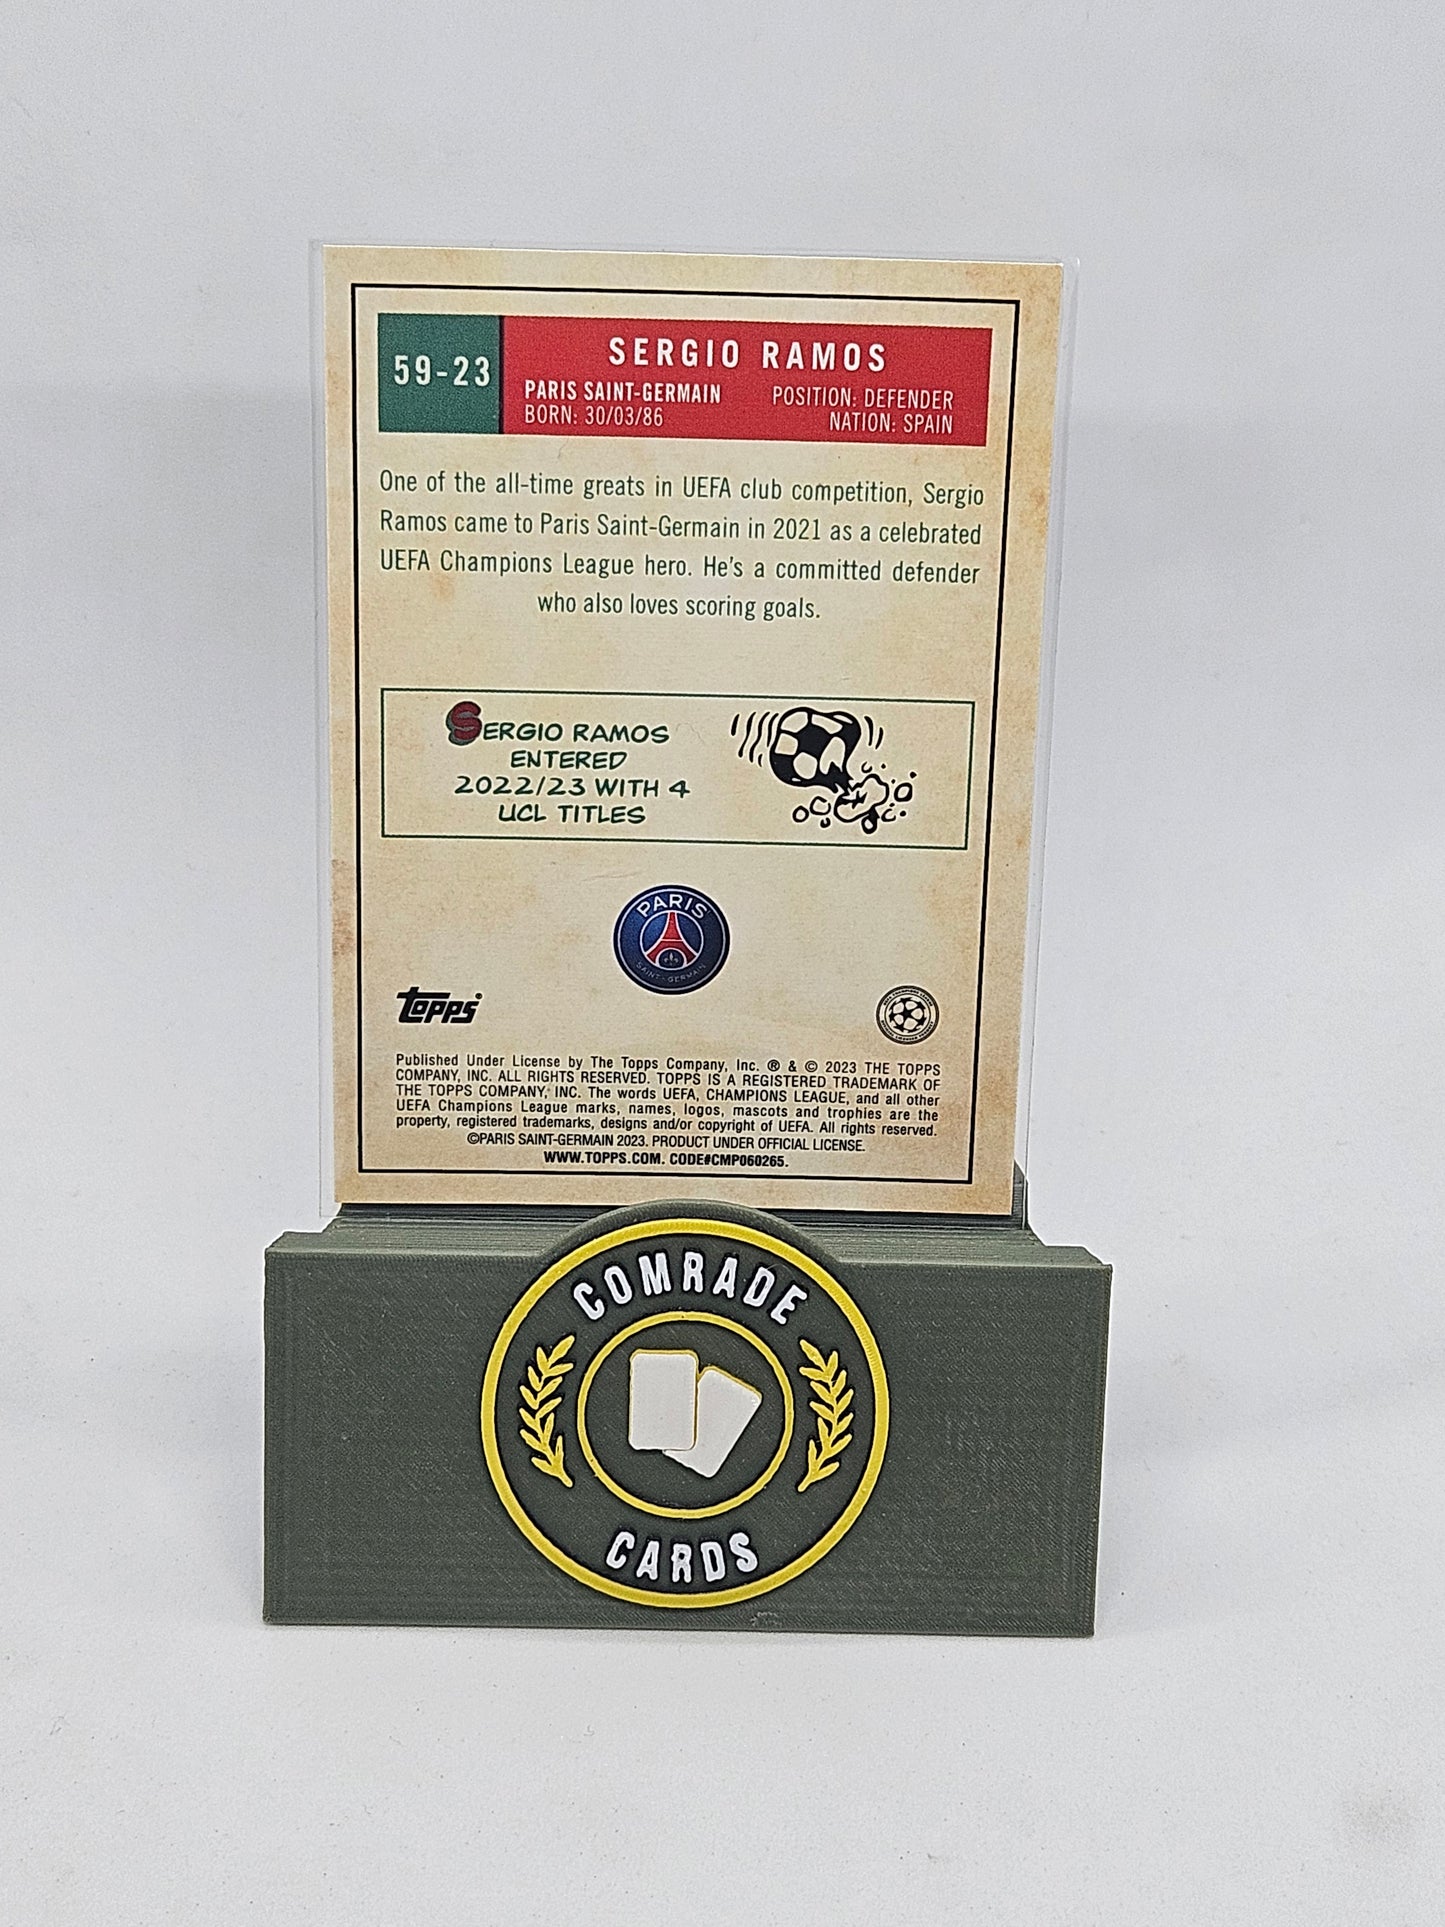 59-23
SERGIO RAMOS
PARIS SAINT-GERMAIN
BORN: 30/03/86
POSITION: DEFENDER
NATION: SPAIN
One of the all-time greats in UEFA club competition, Sergio
Ramos came to Paris Saint-Germain in 2021 as a celebrated
UEFA Champions League hero. He's a committed defender
who also loves scoring goals.
SERGIO RAMOS
ENTERED
2022/23 WITH 4
UCL TITLES
PARIS
SAINT-GERMAIN
topps
Published Under License by The Topps Company, Inc. ® & © 2023 THE TOPPS
COMPANY, INC. ALL RIGHTS RESERVED. TOPPS IS A REGISTERED TRADEMARK OF
THE TOPPS COMPANY, INC. The words UEFA, CHAMPIONS LEAGUE, and all other
UEFA Champions League marks, names, logos, mascots and trophies are the
property, registered trademarks, designs and/or copyright of UEFA. All rights reserved.
©PARIS SAINT-GERMAIN 2023. PRODUCT UNDER OFFICIAL LICENSE.
WWW.TOPPS.COM. CODE#CMP060265.
COMRADE
CARDS